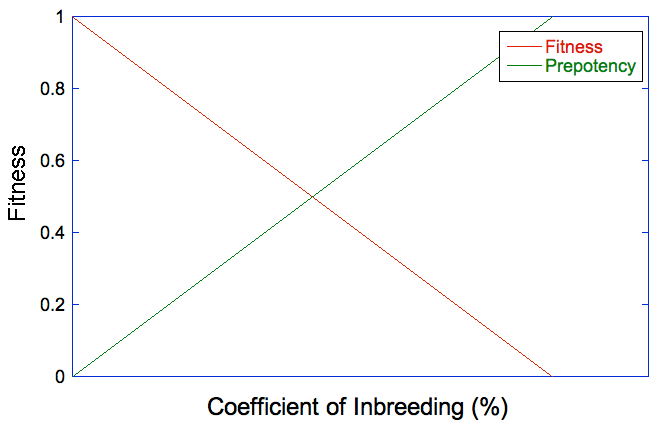 1
Fitness
Prepotency
0.8
0.6
Fitness
0.4
0.2
0
Coefficient of Inbreeding (%)